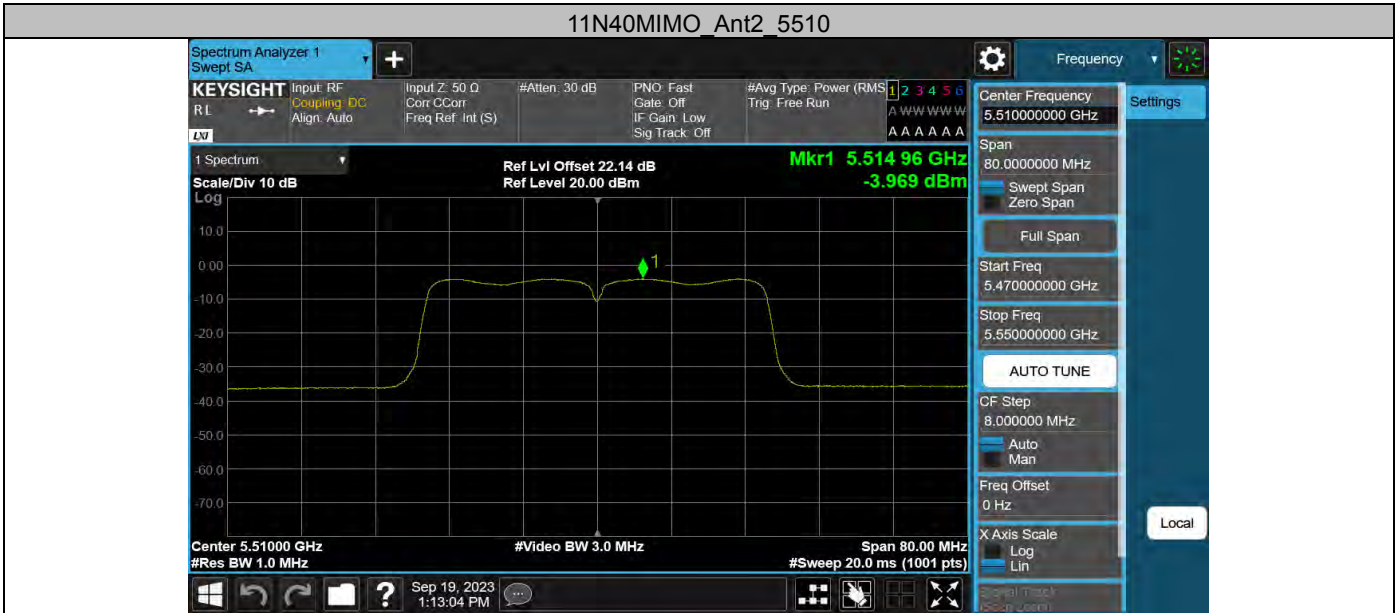 11N40MIMO_Ant2_5510
Spectrum Analyzer 1
Swept SA
Frequency
KEYSIGHT
RL
LXI
Input: RF
Coupling: DC
Align: Auto
Input Z: 50 Ω
Corr CCorr
Freq Ref: Int (S)
#Atten: 30 dB
PNO: Fast
Gate: Off
IF Gain: Low
Sig Track: Off
#Avg Type: Power (RMS
Trig: Free Run
1 2 3 4 5 6
A W W W W W
A A A A A A
Center Frequency
5.510000000 GHz
Settings
1 Spectrum
Scale/Div 10 dB
Log
Ref Lvl Offset 22.14 dB
Ref Level 20.00 dBm
Mkr1 5.514 96 GHz
-3.969 dBm
10.0
0.00
-10.0
-20.0
-30.0
-40.0
-50.0
-60.0
-70.0
1
Span
80.0000000 MHz
Swept Span
Zero Span
Full Span
Start Freq
5.470000000 GHz
Stop Freq
5.550000000 GHz
AUTO TUNE
CF Step
8.000000 MHz
Auto
Man
Freq Offset
0 Hz
X Axis Scale
Log
Lin
Signal Track
(Span Zoom)
Local
Center 5.51000 GHz
#Res BW 1.0 MHz
#Video BW 3.0 MHz
Span 80.00 MHz
#Sweep 20.0 ms (1001 pts)
?
Sep 19, 2023
1:13:04 PM